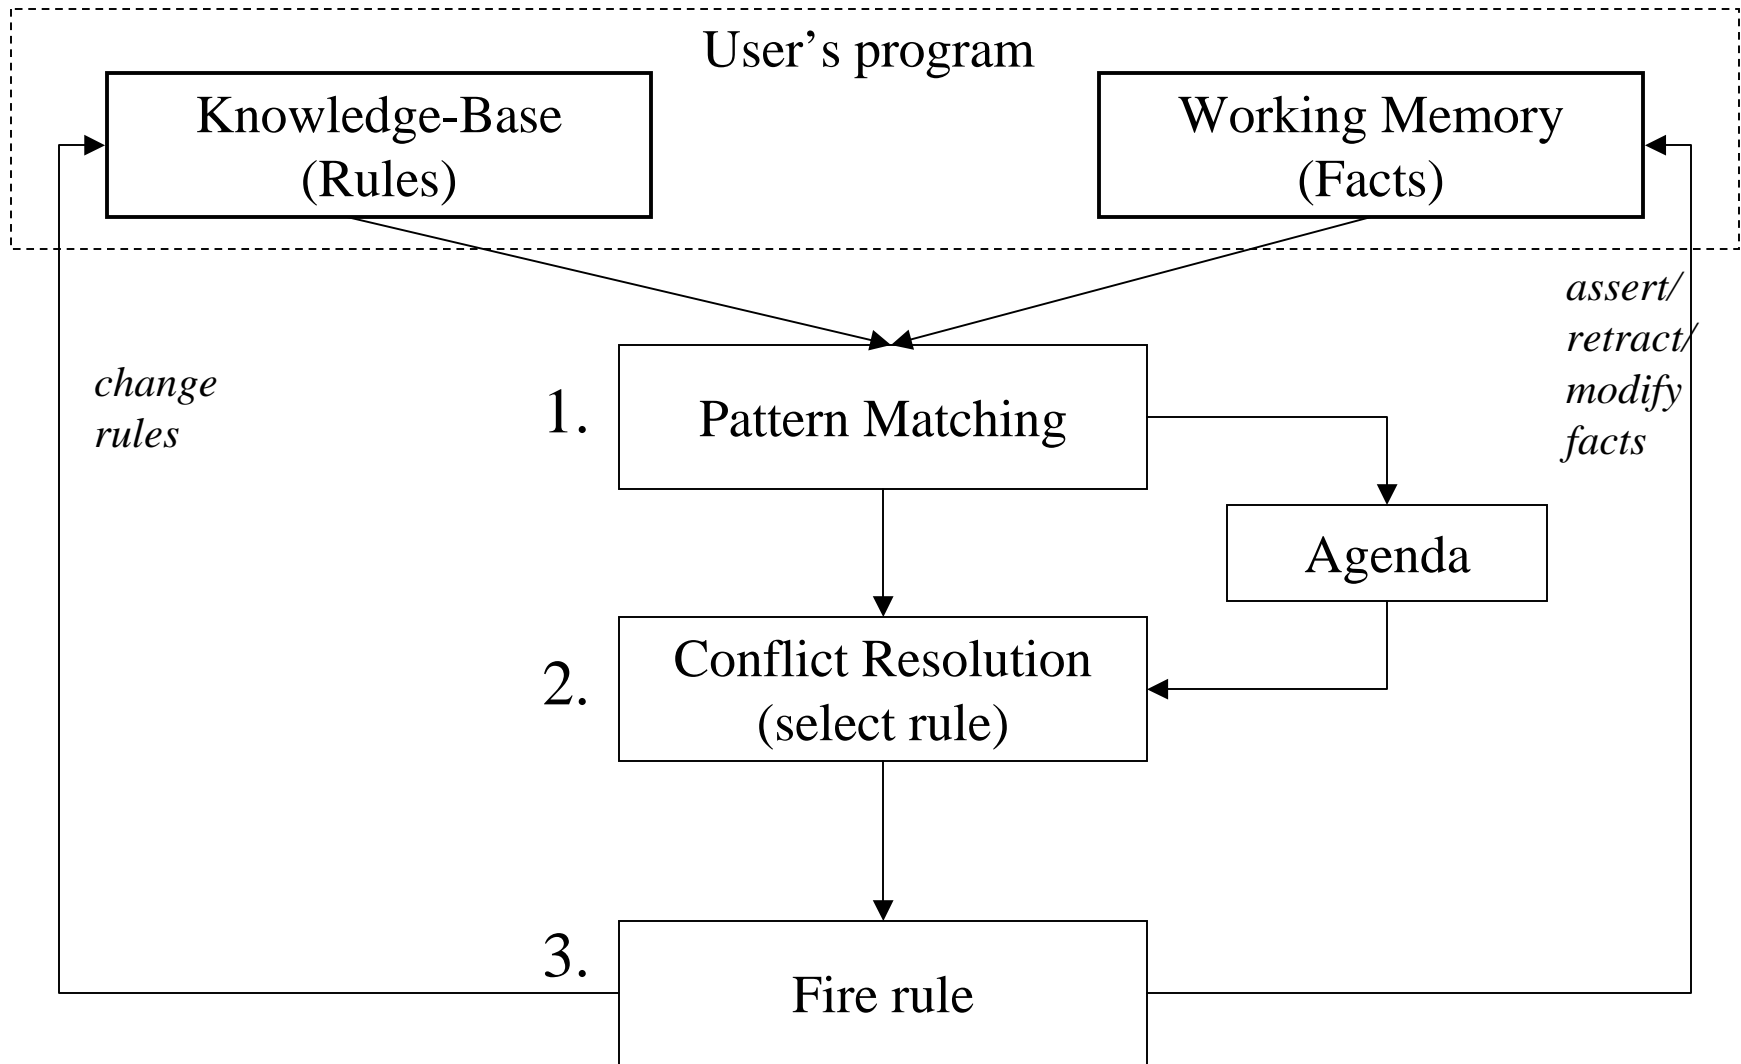 User’s program
Knowledge-Base
(Rules)
Working Memory
(Facts)
assert/
retract/
modify
facts
change
rules
1.
Pattern Matching
Agenda
2.
Conflict Resolution
(select rule)
3.
Fire rule